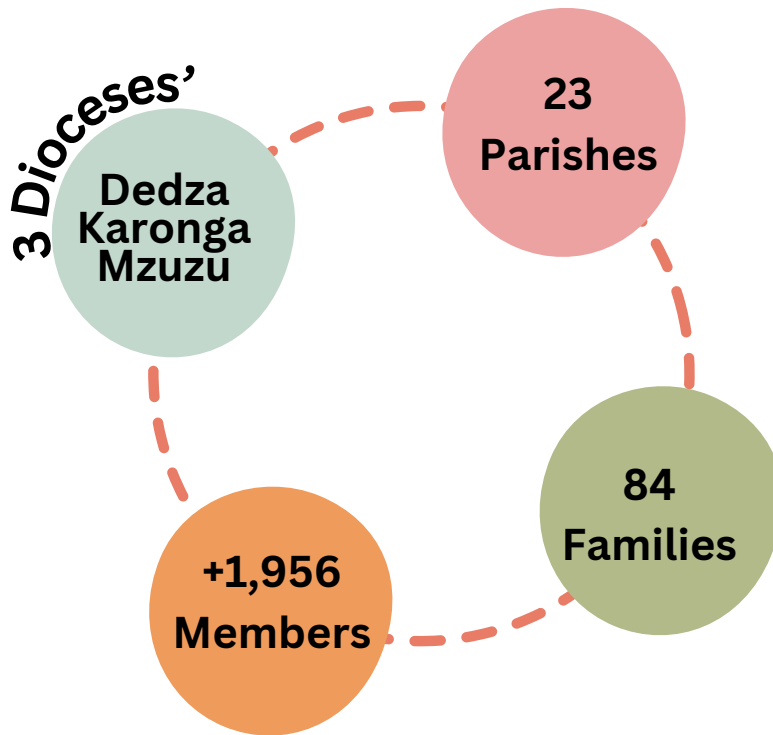 3 Dioceses’
Dedza
Karonga
Mzuzu
23
Parishes
84
Families
+1,956
Members